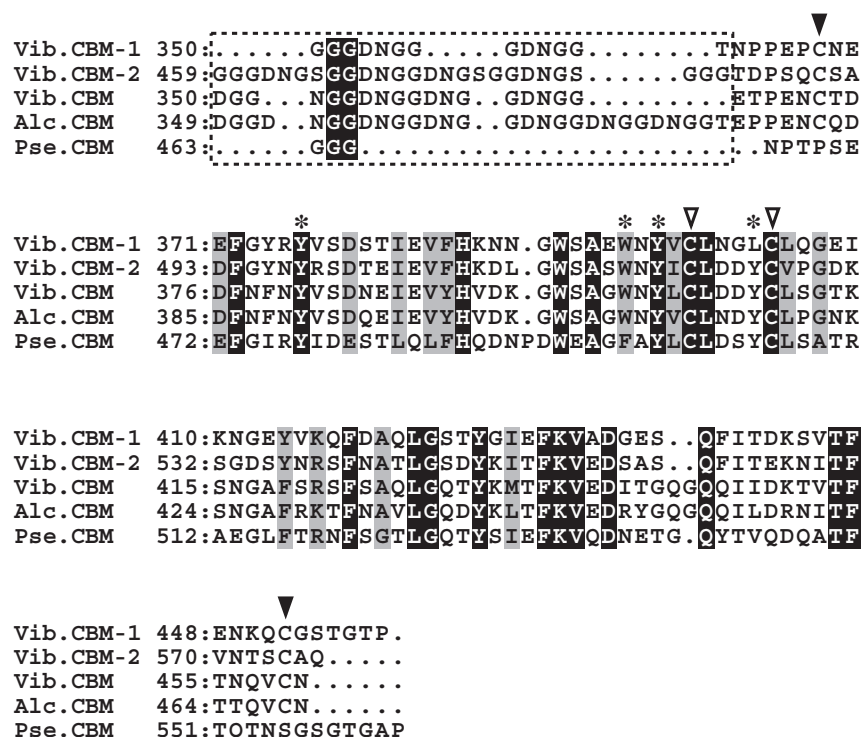 Vib.CBM-1 350:......GGGDNGG.....GDNGG........TNPPEPCNE
Vib.CBM-2 459:GGGDNGSGGDNGGDNGSGGDNGS......GGGTDPSQCSA
Vib.CBM 350:DGG...NGGDNGGDNG..GDNGG........ETPENCTD
Alc.CBM 349:DGGD..NGGDNGGDNG..GDNGGDNGGDNGGTEPPENCQD
Pse.CBM 463:......GGG.........................NPTPSE
* * * *
Vib.CBM-1 371:EFGYRYVSDSTIEVFHKNN.GWSAEWNYVCLNGLCLQGEI
Vib.CBM-2 493:DFGYNYRSDTEIEVFHKDL.GWSASWNYICLDDYCVPGDK
Vib.CBM 376:DFNFNYVSDNEIEVYHVDK.GWSAGWNYLCLDDYCLSGTK
Alc.CBM 385:DFNFNYVSDQEIEVYHVDK.GWSAGWNYVCLNDYCLPGNK
Pse.CBM 472:EFGIRYIDESTLQLFHQDNPDWEAGFAYLCLDSYCLSATR
Vib.CBM-1 410:KNGEYVKQFDAQLGSTYGIEFKVADGES..QFITDKSVTF
Vib.CBM-2 532:SGDSYNRSFNATLGSDYKITFKVEDSAS..QFITEKNITF
Vib.CBM 415:SNGAFSRSFSAQLGQTYKMTFKVEDITGQGQQIIDKTVTF
Alc.CBM 424:SNGAFRKTFNAVLGQDYKLTFKVEDRYGQGQQILDRNITF
Pse.CBM 512:AEGLFTRNFSGTLGQTYSIEFKVQDNETG.QYTVQDQATF
Vib.CBM-1 448:ENKQCGSTGTP.
Vib.CBM-2 570:VNTSCAQ.....
Vib.CBM 455:TNQVCN......
Alc.CBM 464:TTQVCN......
Pse.CBM 551:TOTNSGSGTGAP